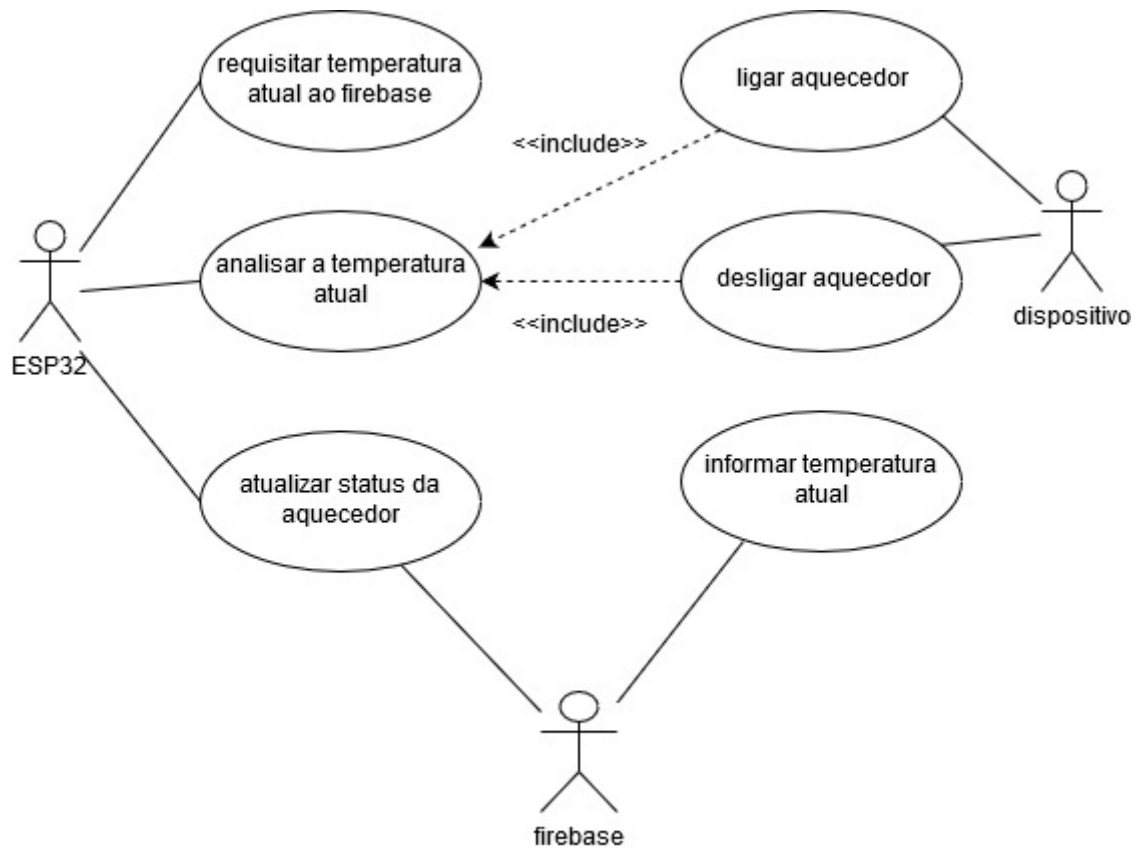 requisitar temperatura
atual ao firebase
ligar aquecedor
<<include>>
analisar a temperatura
atual
desligar aquecedor
<<include>>
dispositivo
ESP32
atualizar status da
aquecedor
informar temperatura
atual
firebase